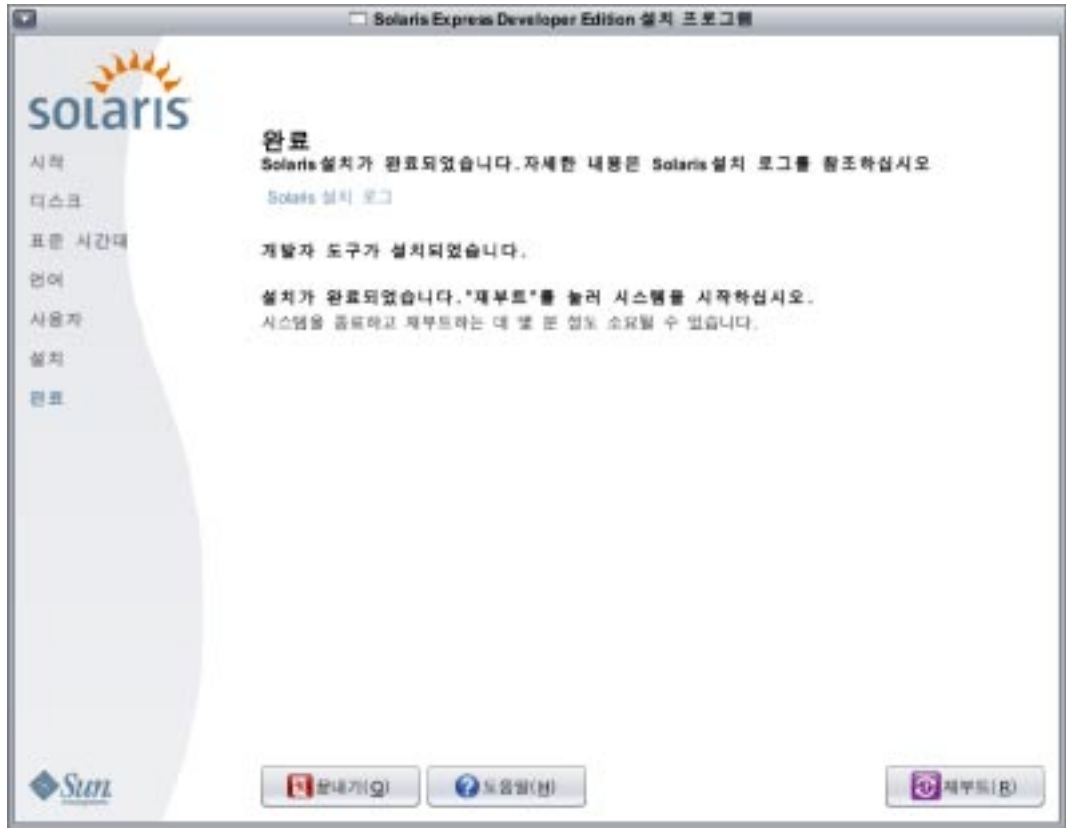 Solaris Express Developer Edition 설치 프로그램
solaris
시작
디스크
표준 시간대
언어
사용자
설치
완료
완료
Solaris 설치가 완료되었습니다.자세한 내용은 Solaris 설치 로그를 참조하십시오
Solaris 설치 로그
개발자 도구가 설치되었습니다.
설치가 완료되었습니다."재부트"를 눌러 시스템을 시작하십시오.
시스템을 종료하고 재부트하는 데 몇 분 정도 소요될 수 있습니다.
Sun
끝내기(Q)
도움말(H)
재부트(R)